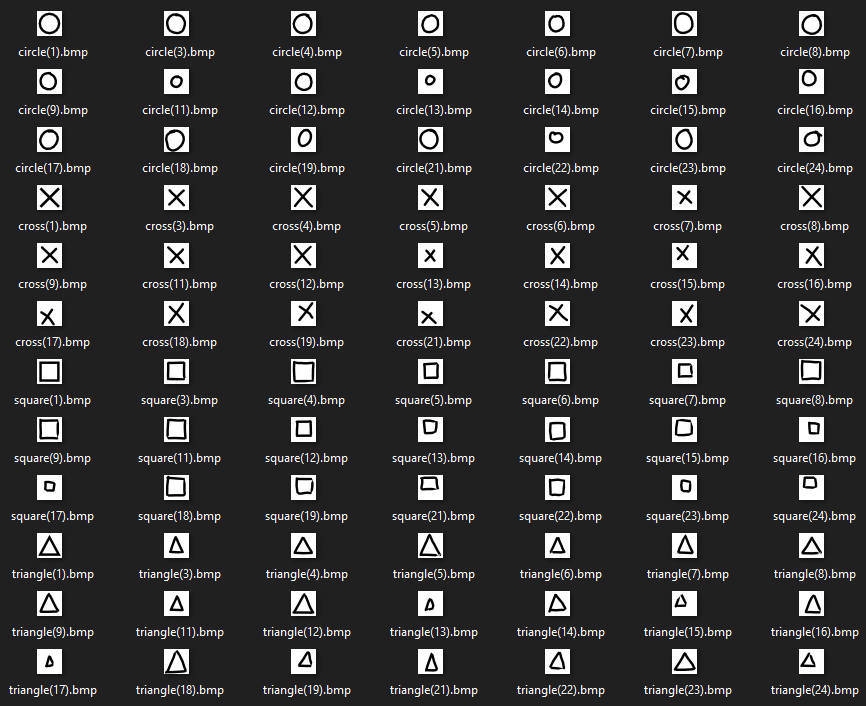 circle(1).bmp circle(3).bmp circle(4).bmp circle(5).bmp circle(6).bmp circle(7).bmp circle(8).bmp
circle(9).bmp circle(11).bmp circle(12).bmp circle(13).bmp circle(14).bmp circle(15).bmp circle(16).bmp
circle(17).bmp circle(18).bmp circle(19).bmp circle(21).bmp circle(22).bmp circle(23).bmp circle(24).bmp
cross(1).bmp cross(3).bmp cross(4).bmp cross(5).bmp cross(6).bmp cross(7).bmp cross(8).bmp
cross(9).bmp cross(11).bmp cross(12).bmp cross(13).bmp cross(14).bmp cross(15).bmp cross(16).bmp
cross(17).bmp cross(18).bmp cross(19).bmp cross(21).bmp cross(22).bmp cross(23).bmp cross(24).bmp
square(1).bmp square(3).bmp square(4).bmp square(5).bmp square(6).bmp square(7).bmp square(8).bmp
square(9).bmp square(11).bmp square(12).bmp square(13).bmp square(14).bmp square(15).bmp square(16).bmp
square(17).bmp square(18).bmp square(19).bmp square(21).bmp square(22).bmp square(23).bmp square(24).bmp
triangle(1).bmp triangle(3).bmp triangle(4).bmp triangle(5).bmp triangle(6).bmp triangle(7).bmp triangle(8).bmp
triangle(9).bmp triangle(11).bmp triangle(12).bmp triangle(13).bmp triangle(14).bmp triangle(15).bmp triangle(16).bmp
triangle(17).bmp triangle(18).bmp triangle(19).bmp triangle(21).bmp triangle(22).bmp triangle(23).bmp triangle(24).bmp